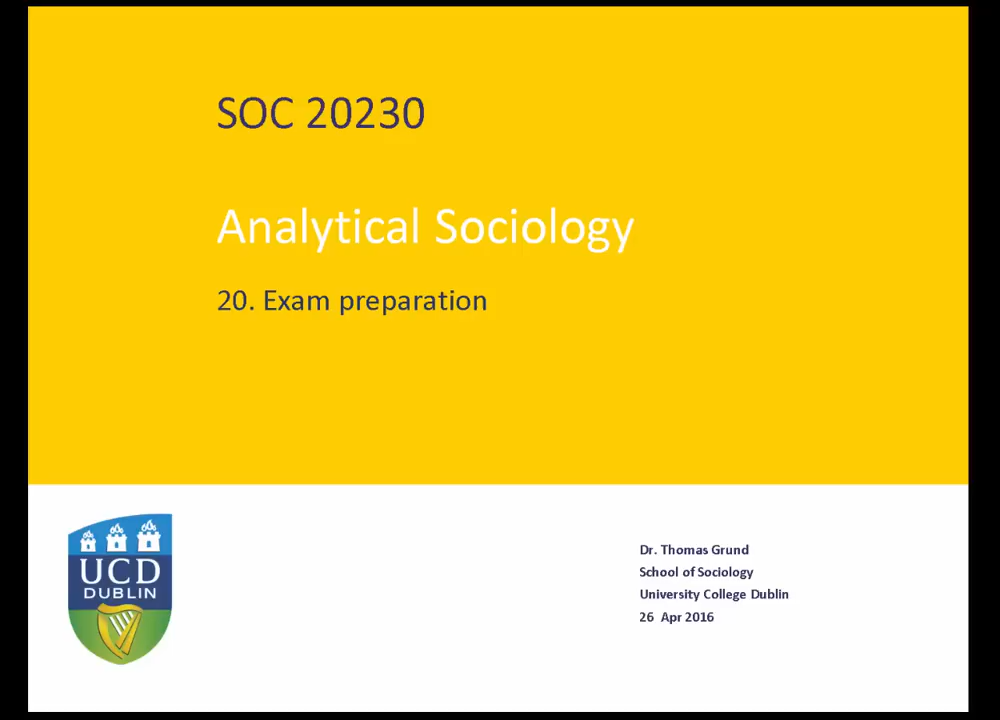 SOC 20230
Analytical Sociology
20. Exam preparation
UCD
DUBLIN
Dr. Thomas Grund
School of Sociology
University College Dublin
26 Apr 2016